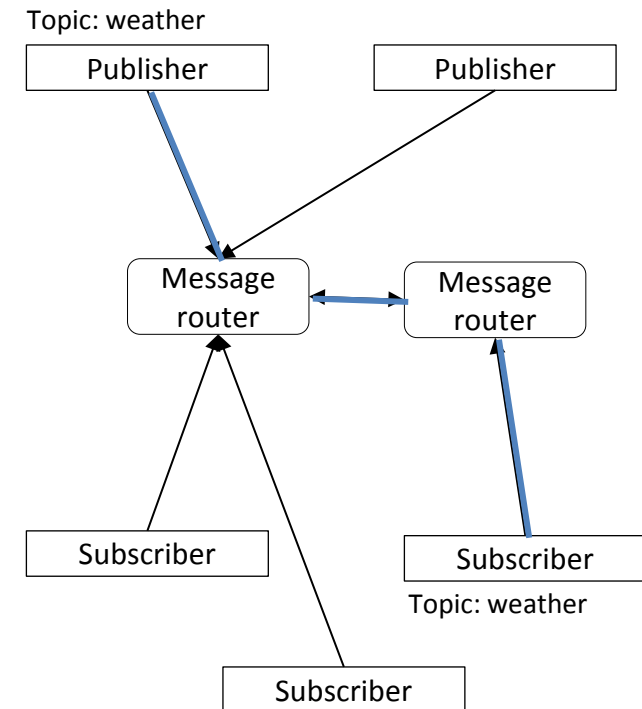 Topic: weather
Publisher
Publisher
Message
router
Message
router
Subscriber
Subscriber
Topic: weather
Subscriber